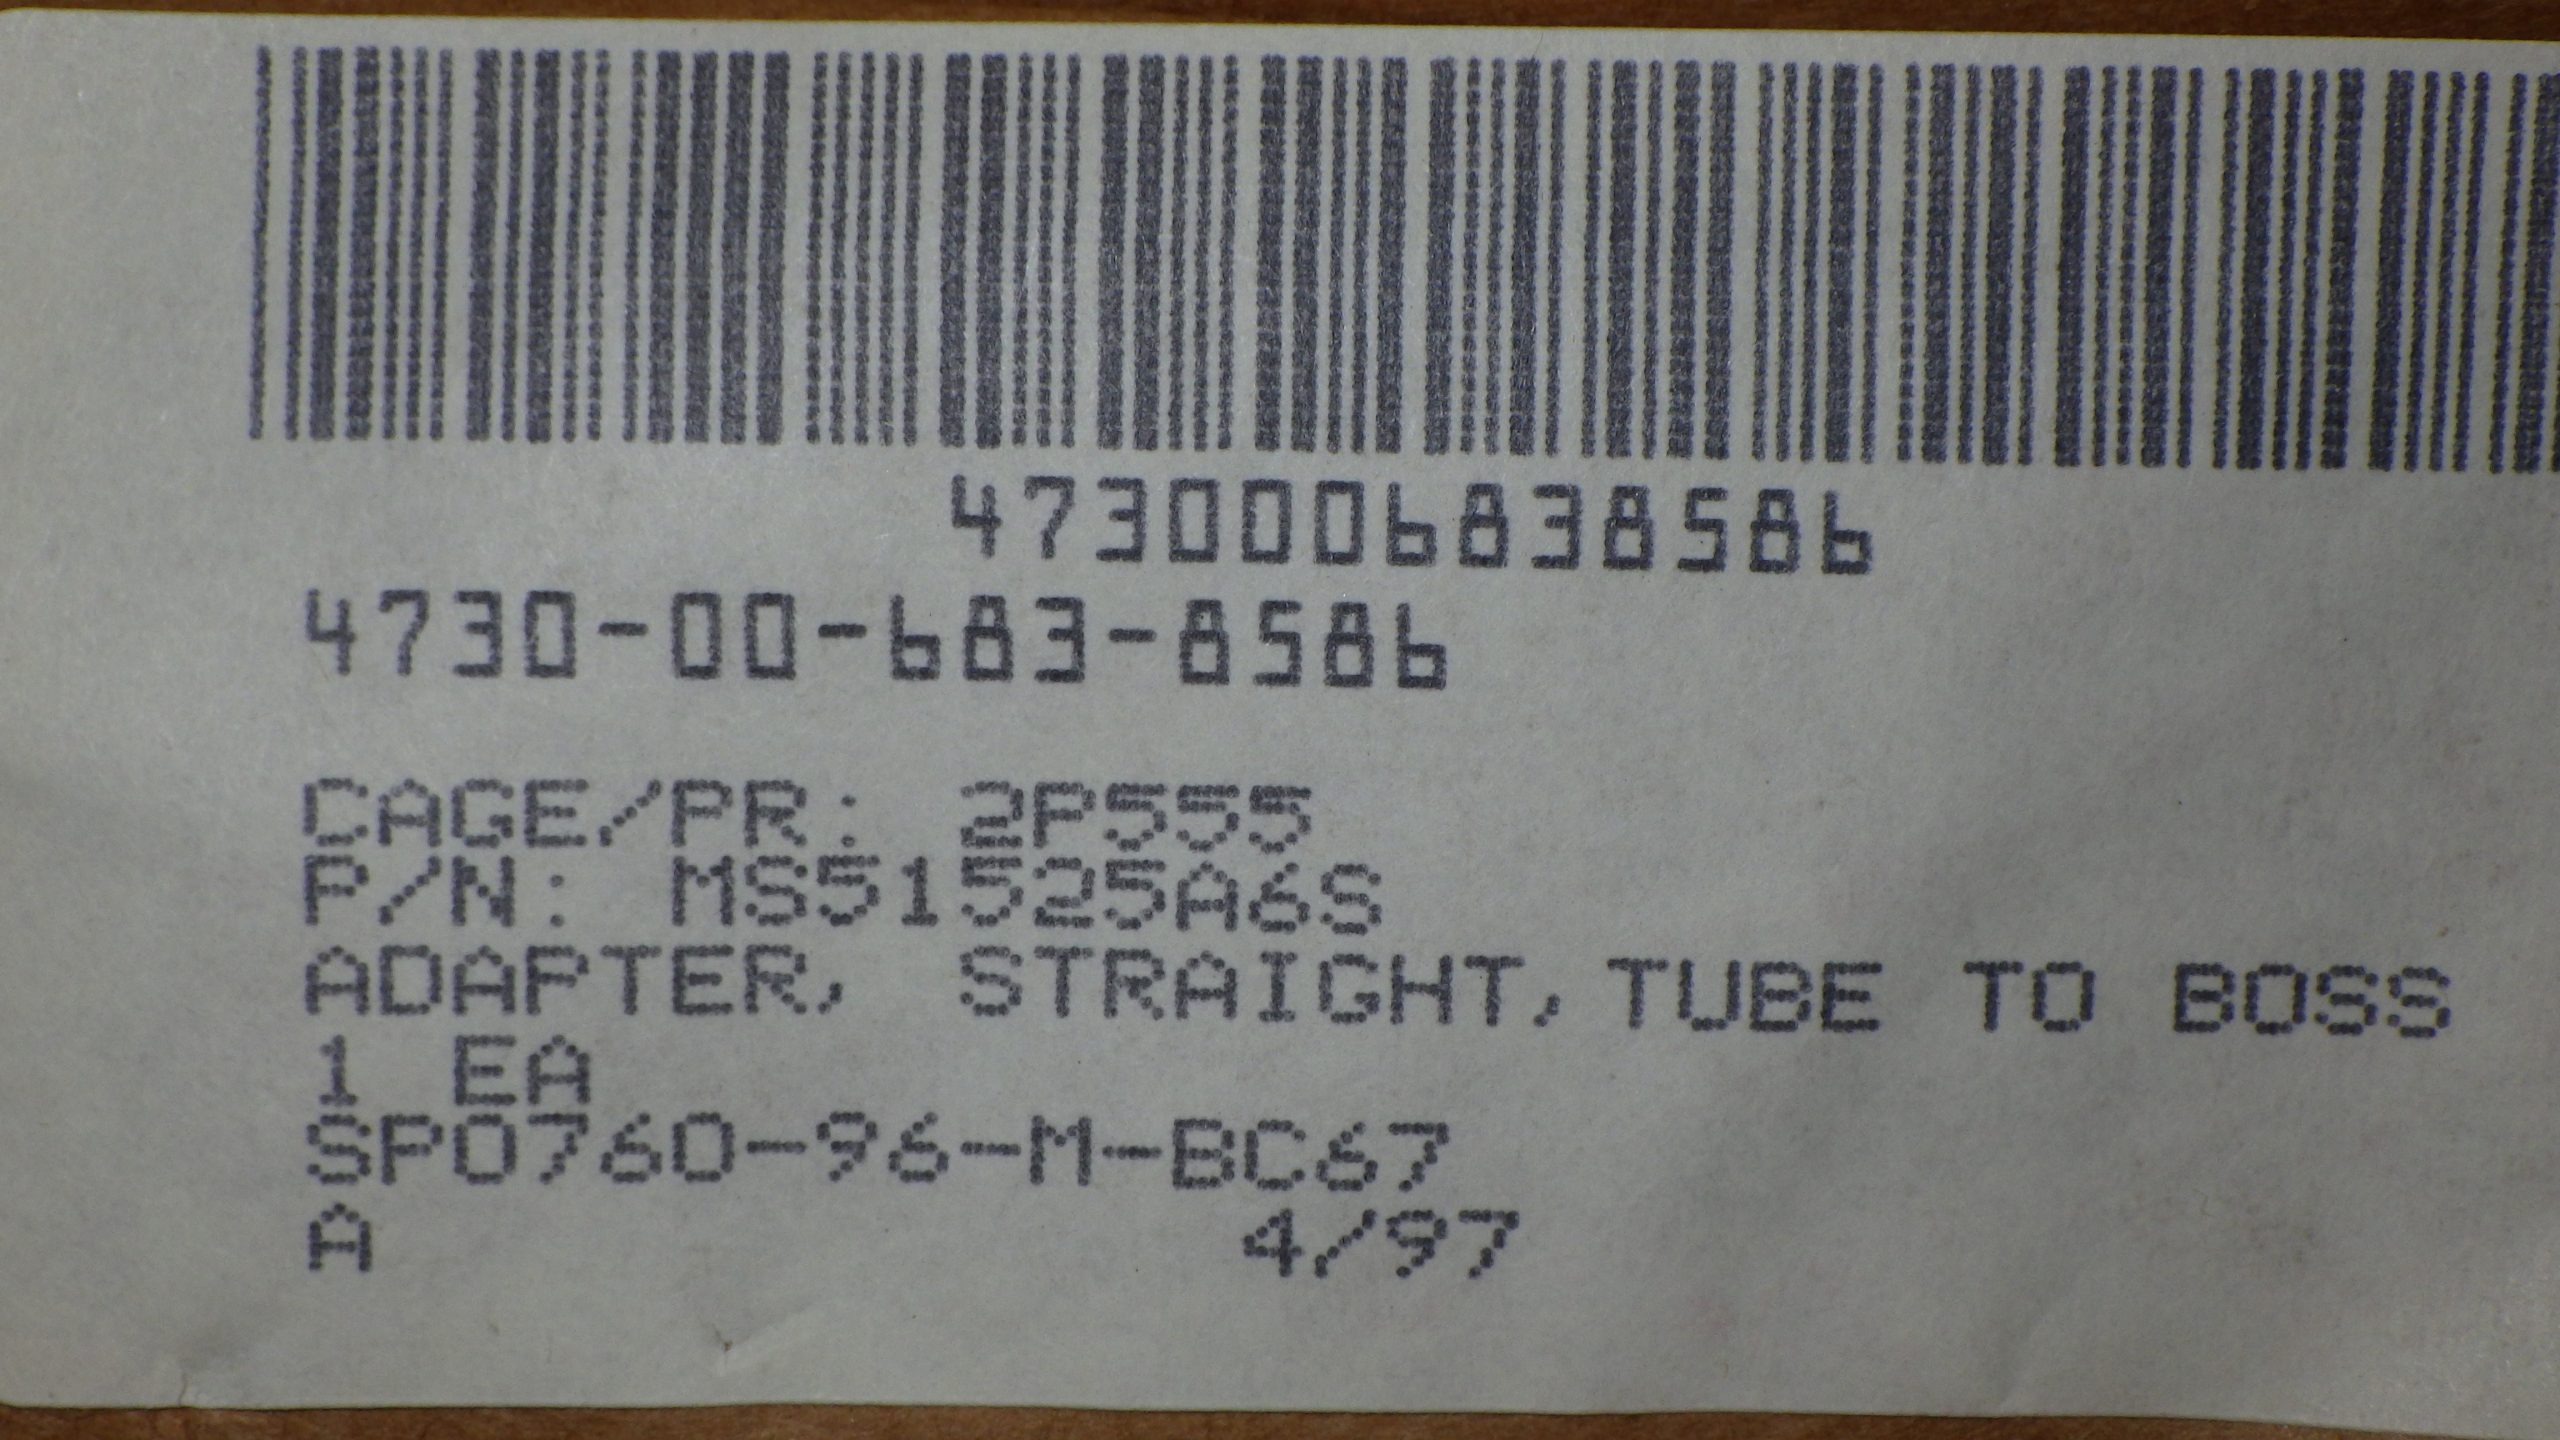 4730006838586
4730-00-683-8586
CAGE/PR: 2P555
P/N: MS51525A6S
ADAPTER, STRAIGHT,TUBE TO BOSS
1 EA
SP0760-96-M-BC67
A 4/97